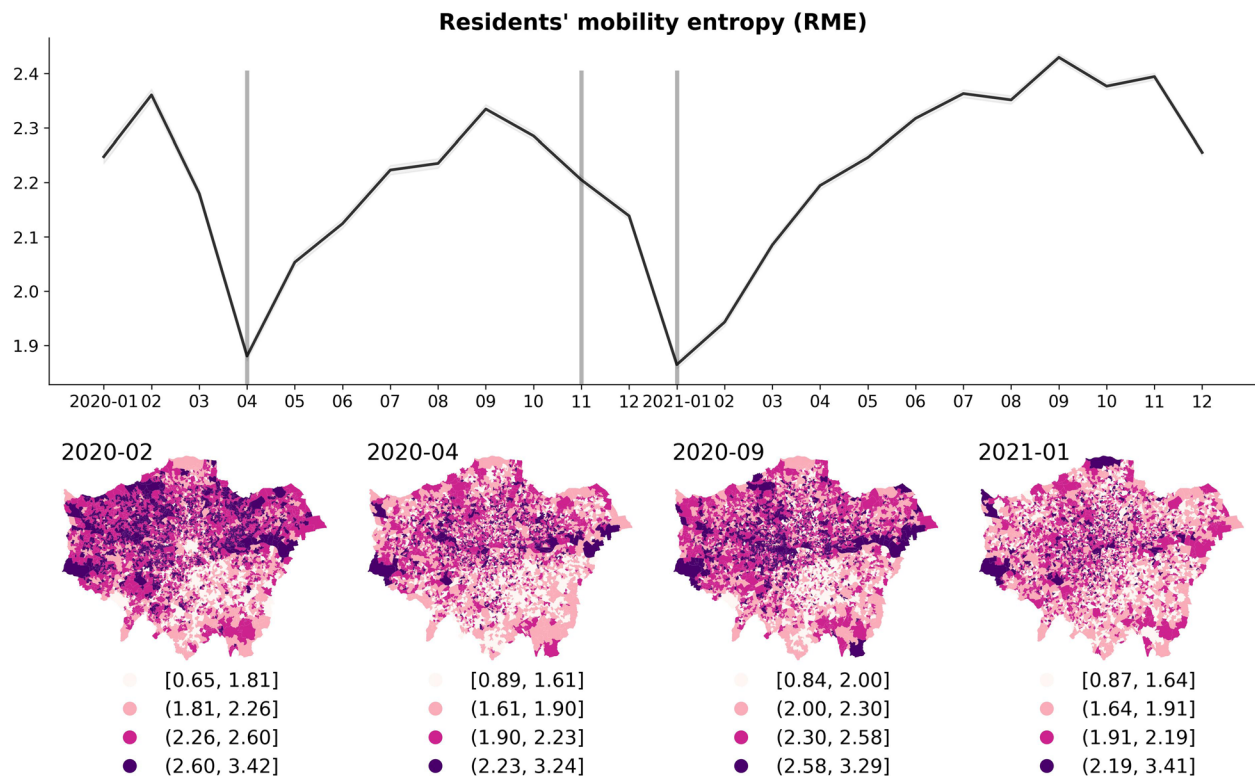 Residents' mobility entropy (RME)
2.4
2.3
2.2
2.1
2.0
1.9
2020-01 02 03 04 05 06 07 08 09 10 11 12 2021-01 02 03 04 05 06 07 08 09 10 11 12
2020-02 2020-04 2020-09 2021-01
[0.65, 1.81] [0.89, 1.61] [0.84, 2.00] [0.87, 1.64]
(1.81, 2.26] (1.61, 1.90] (2.00, 2.30] (1.64, 1.91]
(2.26, 2.60] (1.90, 2.23] (2.30, 2.58] (1.91, 2.19]
(2.60, 3.42] (2.23, 3.24] (2.58, 3.29] (2.19, 3.41]